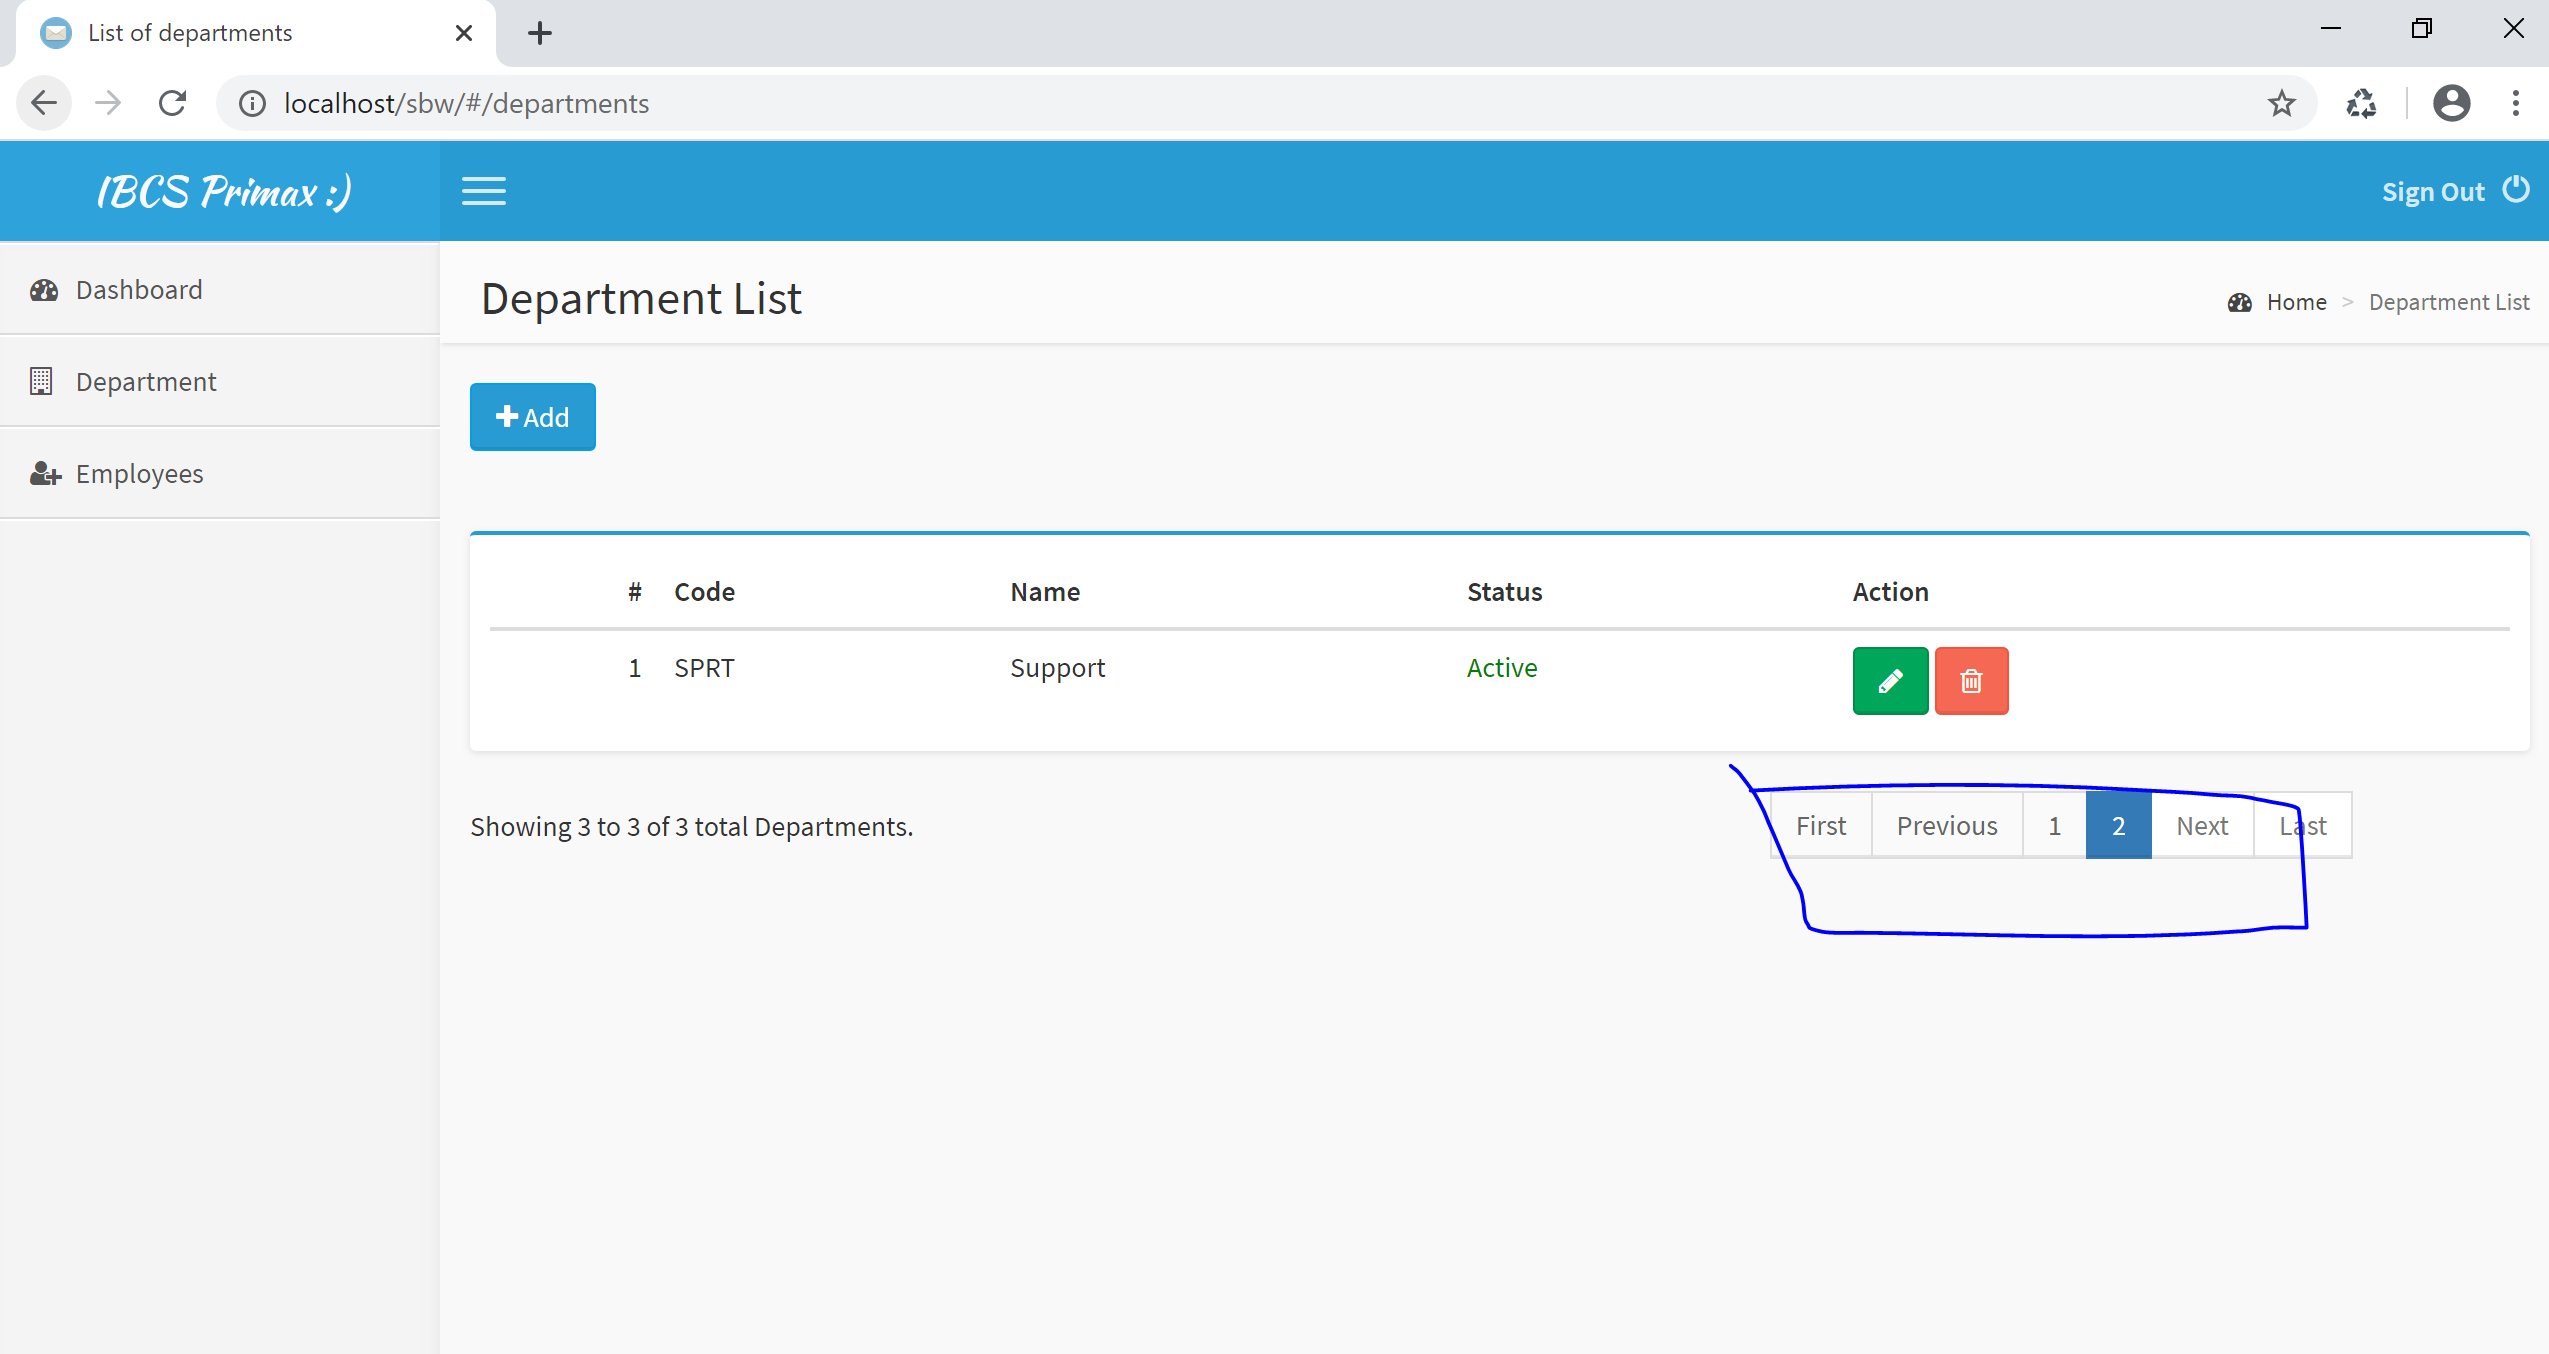 List of departments
localhost/sbw/#/departments
IBCS Primax :)
Sign Out
Dashboard
Department
Employees
Department List
Home > Department List
Add
# Code Name Status Action
1 SPRT Support Active
Showing 3 to 3 of 3 total Departments.
First Previous 1 2 Next Last